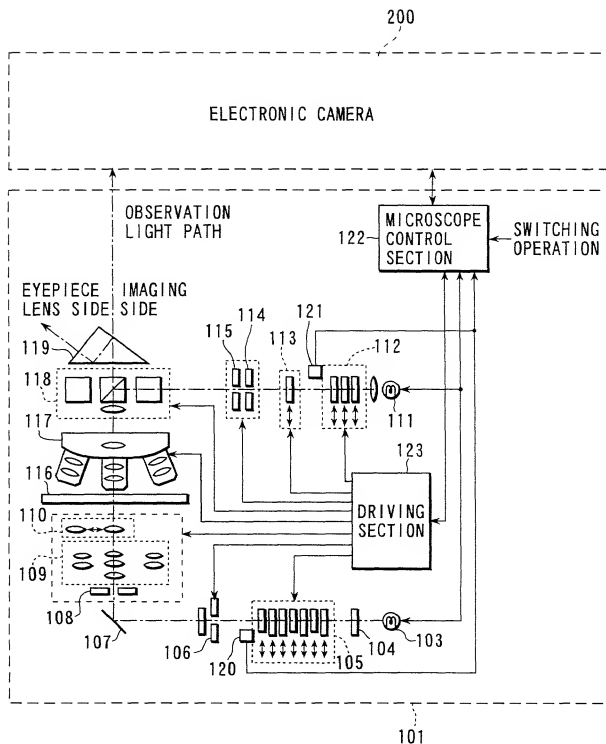 200
ELECTRONIC CAMERA
OBSERVATION
LIGHT PATH
122
MICROSCOPE
CONTROL
SECTION
SWITCHING
OPERATION
EYEPIECE IMAGING
LENS SIDE SIDE
119
115
114
113
121
112
118
111
117
123
116
DRIVING
SECTION
110
109
108
107
106
120
105
104
103
101